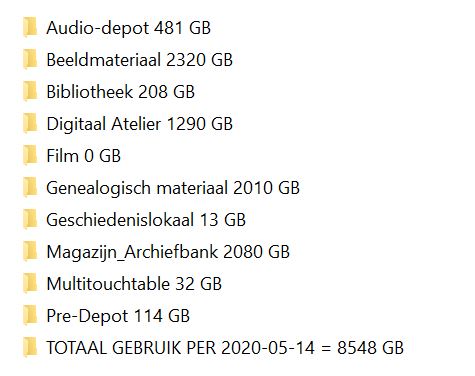 Audio-depot 481 GB
Beeldmateriaal 2320 GB
Bibliotheek 208 GB
Digitaal Atelier 1290 GB
Film 0 GB
Genealogisch materiaal 2010 GB
Geschiedenislokaal 13 GB
Magazijn_Archiefbank 2080 GB
Multitouchtable 32 GB
Pre-Depot 114 GB
TOTAAL GEBRUIK PER 2020-05-14 = 8548 GB